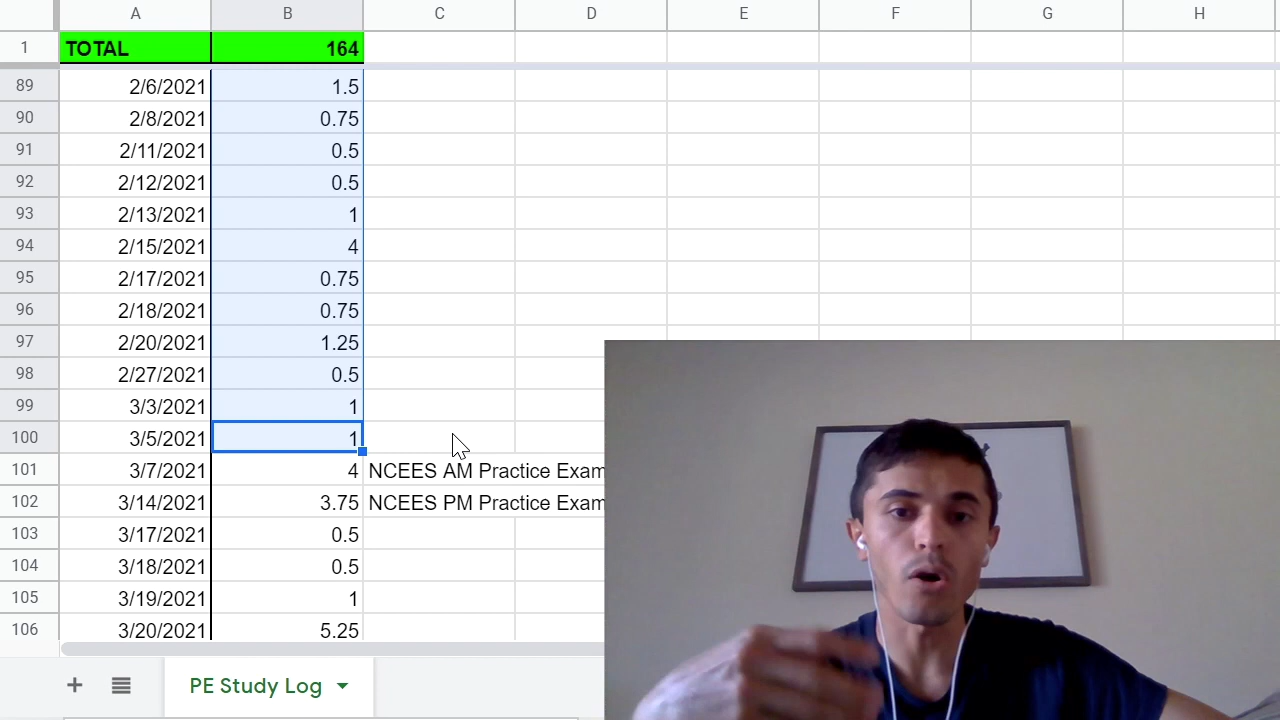 A B C D E F G H
1 TOTAL 164
89 2/6/2021 1.5
90 2/8/2021 0.75
91 2/11/2021 0.5
92 2/12/2021 0.5
93 2/13/2021 1
94 2/15/2021 4
95 2/17/2021 0.75
96 2/18/2021 0.75
97 2/20/2021 1.25
98 2/27/2021 0.5
99 3/3/2021 1
100 3/5/2021 1
101 3/7/2021 4 NCEES AM Practice Exam
102 3/14/2021 3.75 NCEES PM Practice Exam
103 3/17/2021 0.5
104 3/18/2021 0.5
105 3/19/2021 1
106 3/20/2021 5.25
PE Study Log